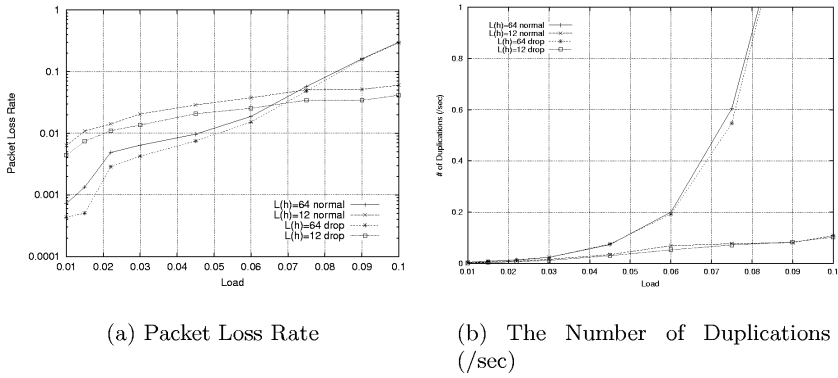 1
0.1
0.01
0.001
0.0001
Packet Loss Rate
L(h)=64 normal
L(h)=12 normal
L(h)=64 drop
L(h)=12 drop
0.01 0.02 0.03 0.04 0.05 0.06 0.07 0.08 0.09 0.1
Load
(a) Packet Loss Rate
1
0.8
0.6
0.4
0.2
0
# of Duplications (/sec)
L(h)=64 normal
L(h)=12 normal
L(h)=64 drop
L(h)=12 drop
0.01 0.02 0.03 0.04 0.05 0.06 0.07 0.08 0.09 0.1
Load
(b) The Number of Duplications
(/sec)